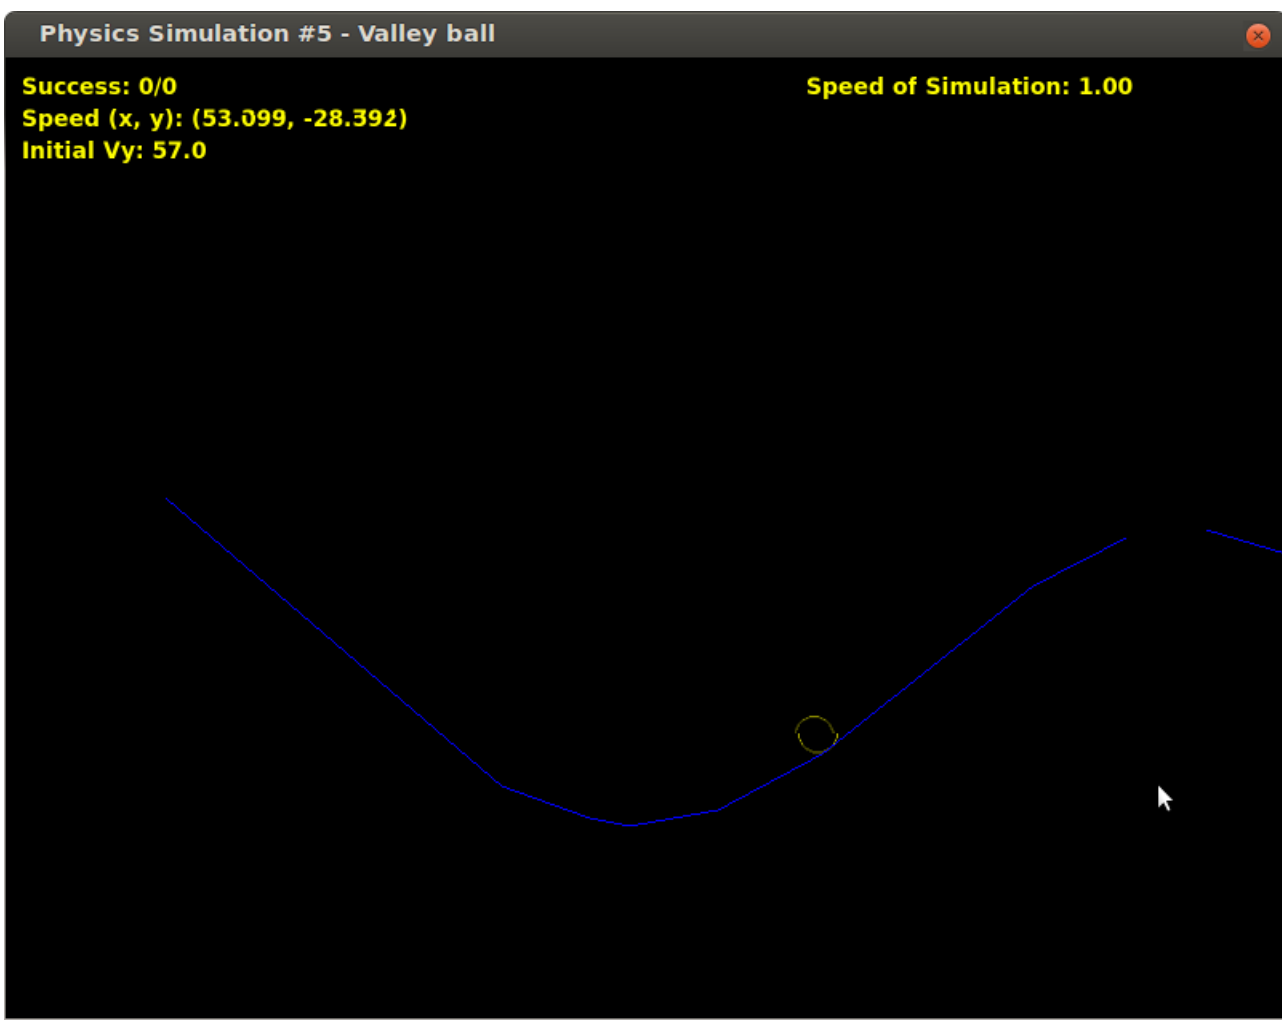 Physics Simulation #5 - Valley ball
Success: 0/0
Speed of Simulation: 1.00
Speed (x, y): (53.099, -28.392)
Initial Vy: 57.0